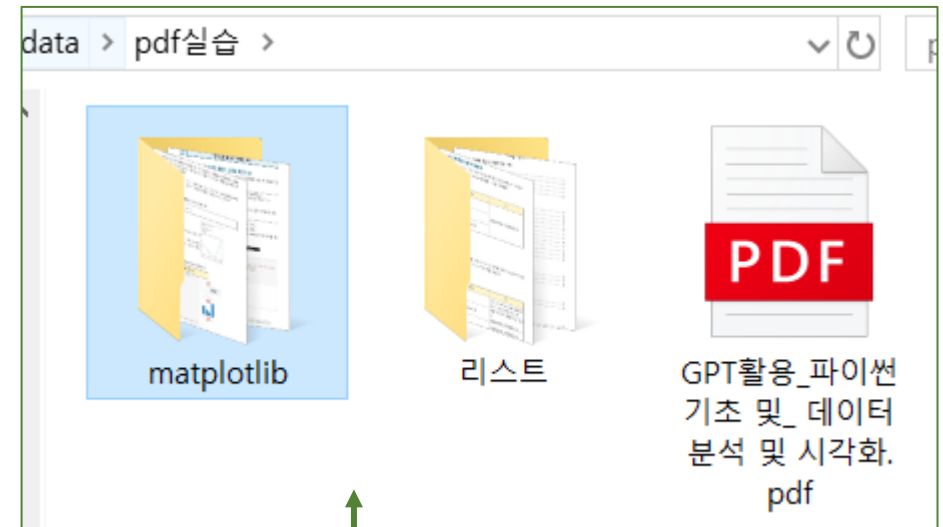 data > pdf실습 >
matplotlib
리스트
PDF
GPT활용_파이썬
기초 및_ 데이터
분석 및 시각화.
pdf